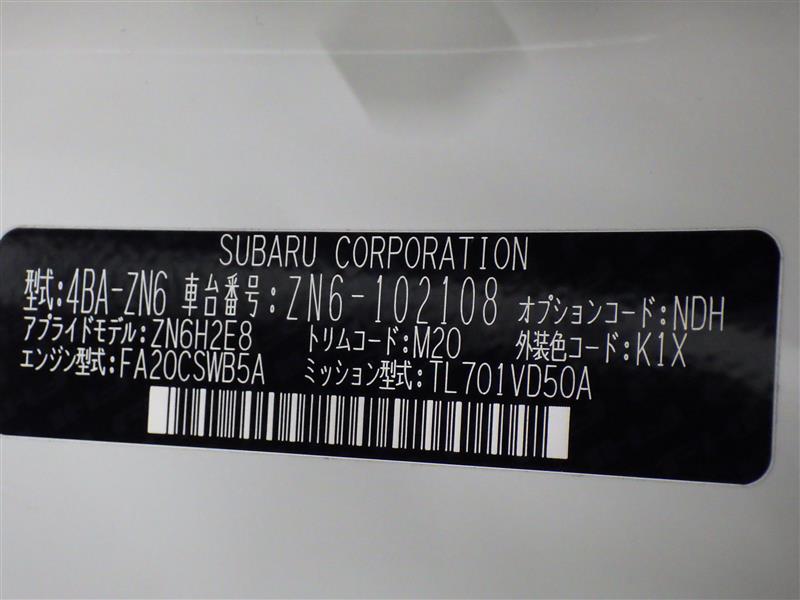 SUBARU CORPORATION
型式:4BA-ZN6 車台番号:ZN6-102108 オプションコード:NDH
アプライドモデル:ZN6H2E8 トリムコード:M20 外装色コード:K1X
エンジン型式:FA20CSWB5A ミッション型式:TL701VD50A